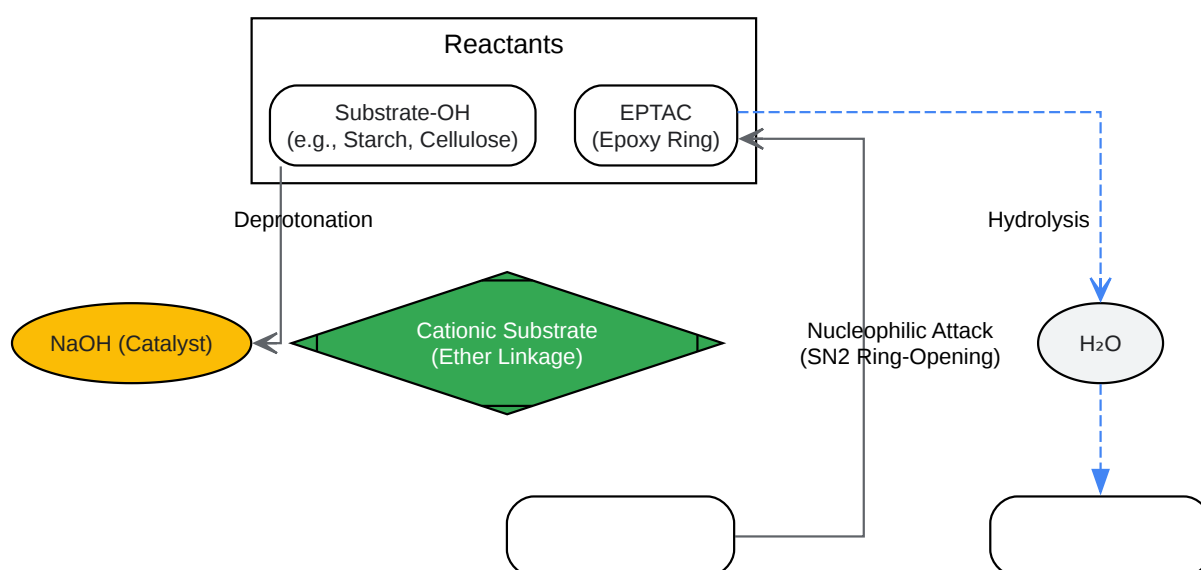 Reactants
Substrate-OH
(e.g., Starch, Cellulose)
EPTAC
(Epoxy Ring)
Deprotonation
Hydrolysis
NaOH (Catalyst)
Cationic Substrate
(Ether Linkage)
Nucleophilic Attack
(SN2 Ring-Opening)
H₂O